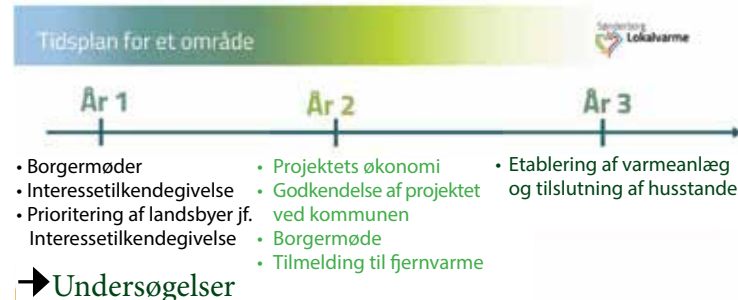 Tidsplan for et område
Sønderborg
Lokalvarme
År 1
År 2
År 3
• Borgermøder
• Interessetilkendegivelse
• Prioritering af landsbyer jf.
Interessetilkendegivelse
• Projektets økonomi
• Godkendelse af projektet
ved kommunen
• Borgermøde
• Tilmelding til fjernvarme
• Etablering af varmeanlæg
og tilslutning af husstande
Undersøgelser